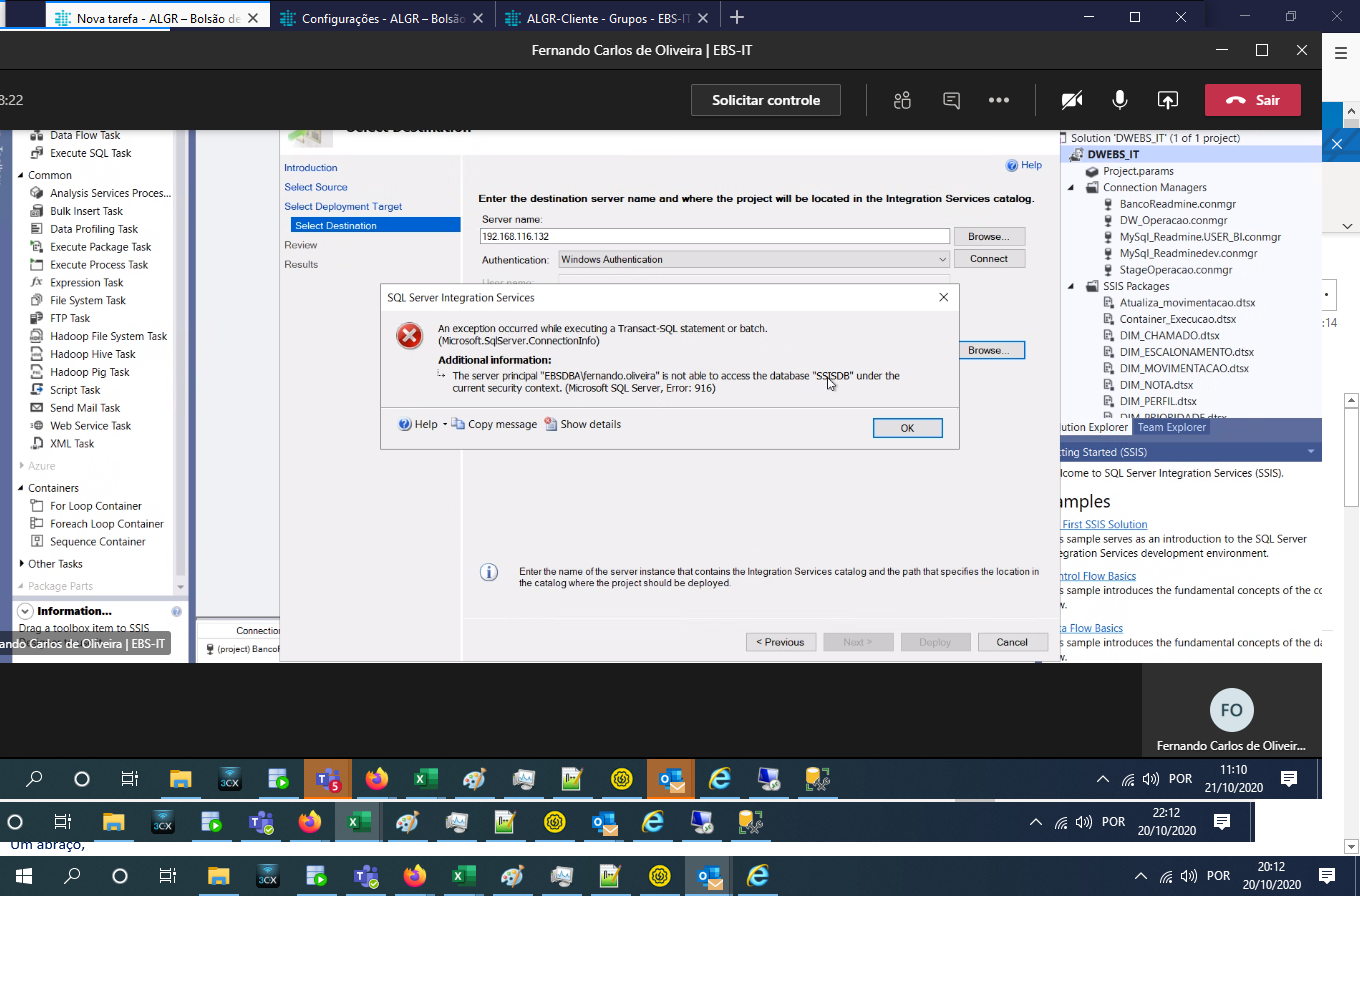 Nova tarefa - ALGR – Bolsão de
Configurações - ALGR – Bolsão
ALGR-Cliente - Grupos - EBS-IT
Fernando Carlos de Oliveira | EBS-IT
8:22
Solicitar controle
Sair
Data Flow Task
Execute SQL Task
Common
Analysis Services Proces...
Bulk Insert Task
Data Profiling Task
Execute Package Task
Execute Process Task
Expression Task
File System Task
FTP Task
Hadoop File System Task
Hadoop Hive Task
Hadoop Pig Task
Script Task
Send Mail Task
Web Service Task
XML Task
Azure
Containers
For Loop Container
Foreach Loop Container
Sequence Container
Other Tasks
Package Parts
Information...
Drag a toolbox item to SSIS
ando Carlos de Oliveira | EBS-IT
Connection
(project) BancoR
Select Destination
Introduction
Select Source
Select Deployment Target
Select Destination
Review
Results
Help
Enter the destination server name and where the project will be located in the Integration Services catalog.
Server name:
192.168.116.132
Browse...
Authentication:
Windows Authentication
Connect
User name:
Browse...
SQL Server Integration Services
An exception occurred while executing a Transact-SQL statement or batch.
(Microsoft.SqlServer.ConnectionInfo)
Additional information:
The server principal "EBSDBA\fernando.oliveira" is not able to access the database "SSISDB" under the
current security context. (Microsoft SQL Server, Error: 916)
Help
Copy message
Show details
OK
Enter the name of the server instance that contains the Integration Services catalog and the path that specifies the location in
the catalog where the project should be deployed.
< Previous
Next >
Deploy
Cancel
Solution 'DWEBS_IT' (1 of 1 project)
DWEBS_IT
Project.params
Connection Managers
BancoReadmine.conmgr
DW_Operacao.conmgr
MySql_Readmine.USER_BI.conmgr
MySql_Readminedev.conmgr
StageOperacao.conmgr
SSIS Packages
Atualiza_movimentacao.dtsx
Container_Execucao.dtsx
DIM_CHAMADO.dtsx
DIM_ESCALONAMENTO.dtsx
DIM_MOVIMENTACAO.dtsx
DIM_NOTA.dtsx
DIM_PERFIL.dtsx
DIM_PRIORIDADE.dtsx
ution Explorer
Team Explorer
ting Started (SSIS)
lcome to SQL Server Integration Services (SSIS).
amples
First SSIS Solution
s sample serves as an introduction to the SQL Server
egration Services development environment.
ntrol Flow Basics
s sample introduces the fundamental concepts of the co
w.
ta Flow Basics
s sample introduces the fundamental concepts of the da
w.
:14
FO
Fernando Carlos de Oliveir...
3CX
5
POR
11:10
21/10/2020
3CX
POR
22:12
20/10/2020
Um abraço,
3CX
POR
20:12
20/10/2020